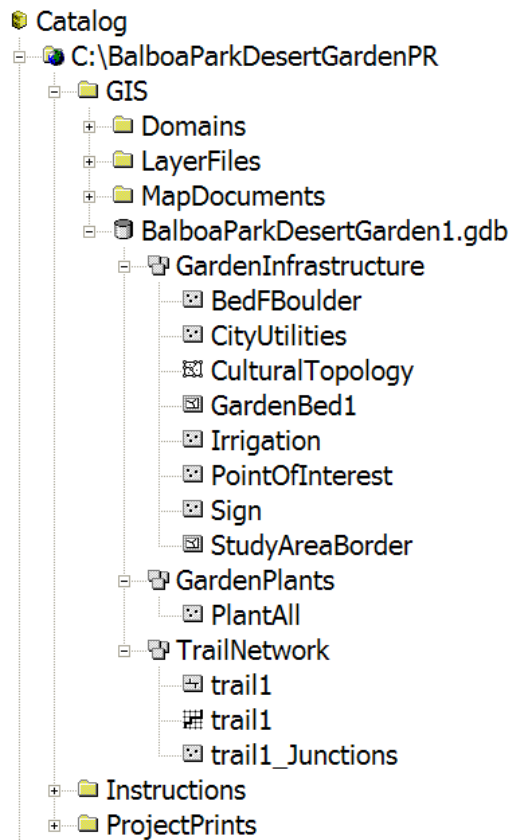 Catalog
C:\BalboaParkDesertGardenPR
GIS
Domains
LayerFiles
MapDocuments
BalboaParkDesertGarden1.gdb
GardenInfrastructure
BedFBoulder
CityUtilities
CulturalTopology
GardenBed1
Irrigation
PointOfInterest
Sign
StudyAreaBorder
GardenPlants
PlantAll
TrailNetwork
trail1
trail1
trail1_Junctions
Instructions
ProjectPrints